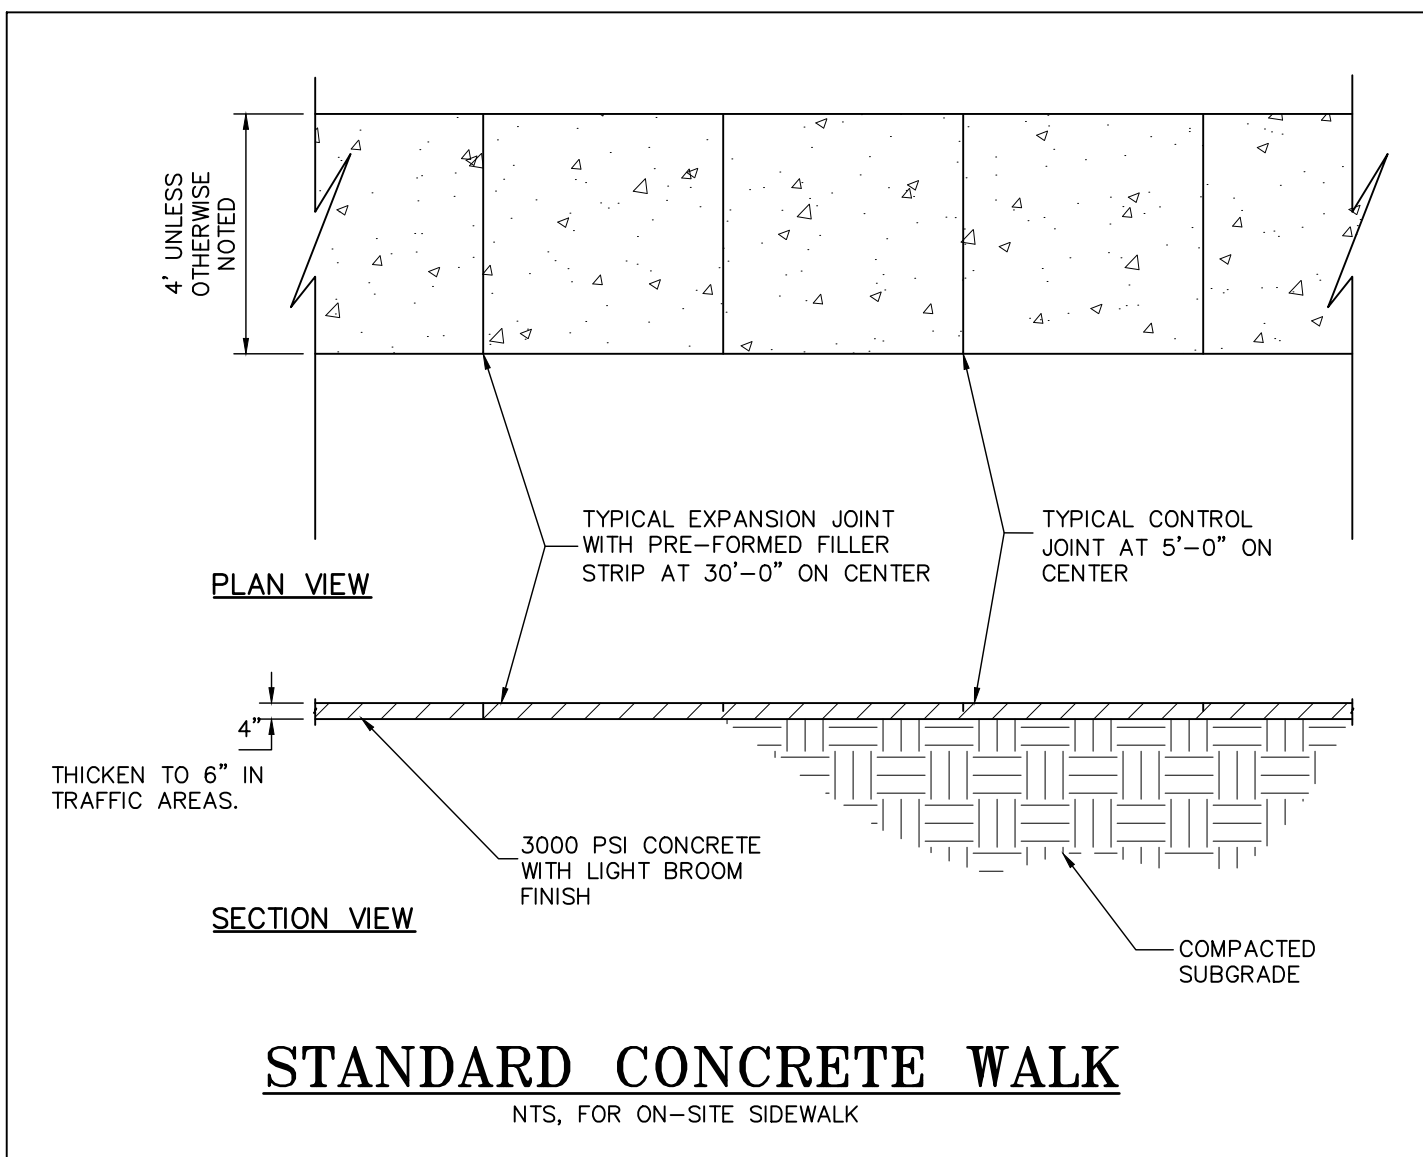 4' UNLESS
OTHERWISE
NOTED
TYPICAL EXPANSION JOINT
WITH PRE-FORMED FILLER
STRIP AT 30'-0" ON CENTER
TYPICAL CONTROL
JOINT AT 5'-0" ON
CENTER
PLAN VIEW
4"
THICKEN TO 6" IN
TRAFFIC AREAS.
3000 PSI CONCRETE
WITH LIGHT BROOM
FINISH
SECTION VIEW
COMPACTED
SUBGRADE
STANDARD CONCRETE WALK
NTS, FOR ON-SITE SIDEWALK